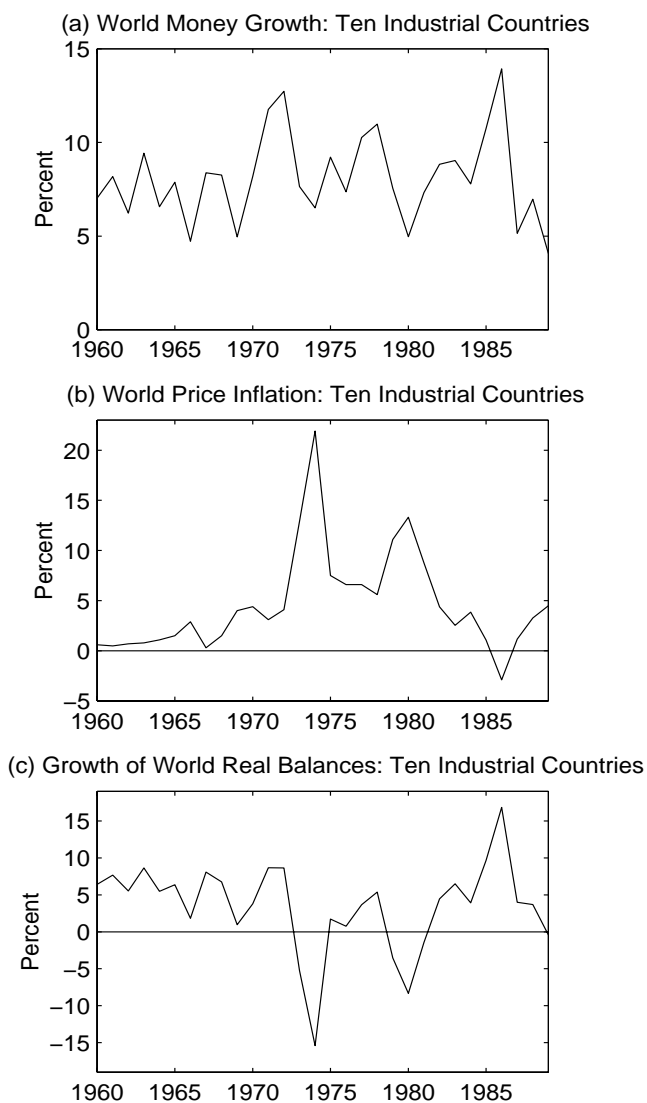 (a) World Money Growth: Ten Industrial Countries
15
10
5
0
Percent
1960 1965 1970 1975 1980 1985
(b) World Price Inflation: Ten Industrial Countries
20
15
10
5
0
−5
Percent
1960 1965 1970 1975 1980 1985
(c) Growth of World Real Balances: Ten Industrial Countries
15
10
5
0
−5
−10
−15
Percent
1960 1965 1970 1975 1980 1985